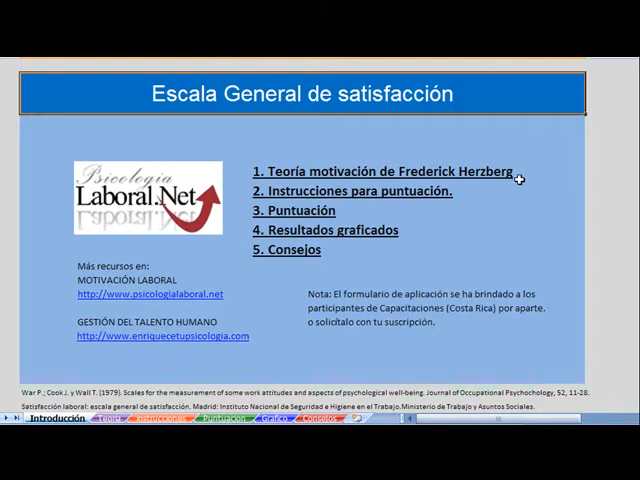 Escala General de satisfacción
Psicologia
Laboral.Net
1. Teoría motivación de Frederick Herzberg
2. Instrucciones para puntuación.
3. Puntuación
4. Resultados graficados
5. Consejos
Más recursos en:
MOTIVACIÓN LABORAL
http://www.psicologialaboral.net
GESTIÓN DEL TALENTO HUMANO
http://www.enriquecetupsicologia.com
Nota: El formulario de aplicación se ha brindado a los
participantes de Capacitaciones (Costa Rica) por aparte.
o solicítalo con tu suscripción.
War P.; Cook J. y Wall T. (1979). Scales for the measurement of some work attitudes and aspects of psychological well-being. Journal of Occupational Psychochology, 52, 11-28.
Satisfacción laboral: escala general de satisfacción. Madrid: Instituto Nacional de Seguridad e Higiene en el Trabajo.Ministerio de Trabajo y Asuntos Sociales.
Introducción Teoría Instrucciones Puntuación Gráfico Consejos